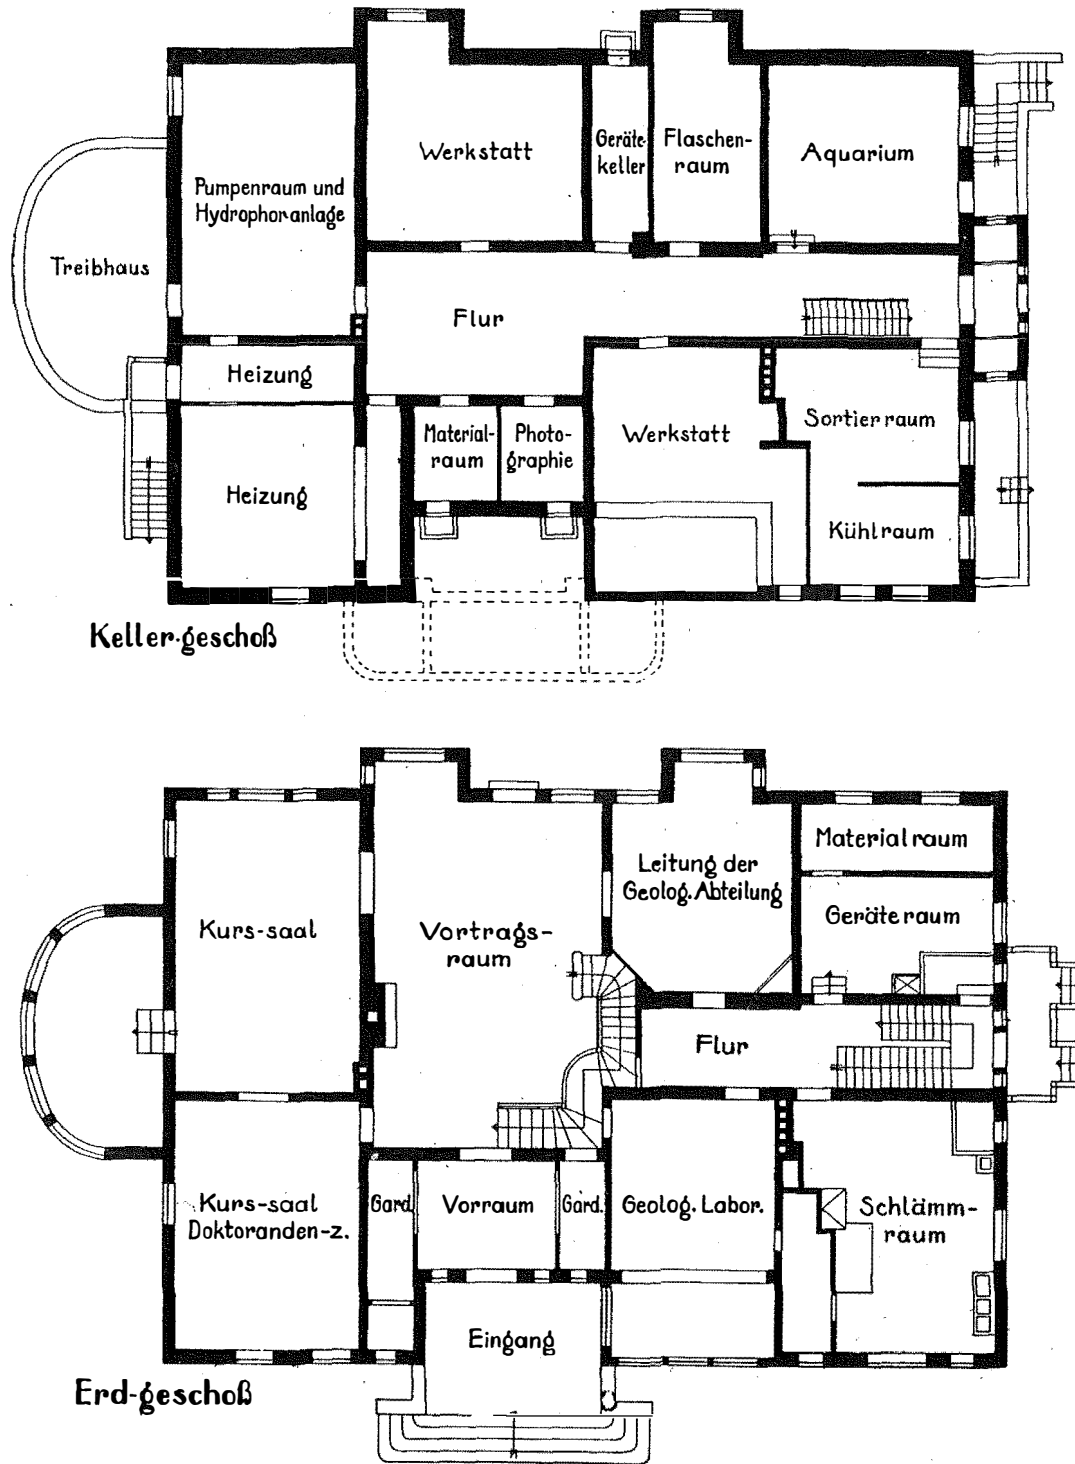 Werkstatt
Geräte-
keller
Flaschen-
raum
Aquarium
Pumpenraum und
Hydrophoranlage
Treibhaus
Flur
Heizung
Material-
raum
Photo-
graphie
Werkstatt
Sortierraum
Heizung
Kühlraum
Keller-geschoß
Kurs-saal
Vortrags-
raum
Leitung der
Geolog. Abteilung
Materialraum
Geräteraum
Flur
Kurs-saal
Doktoranden-z.
Gard.
Vorraum
Gard.
Geolog. Labor.
Schlämm-
raum
Eingang
Erd-geschoß